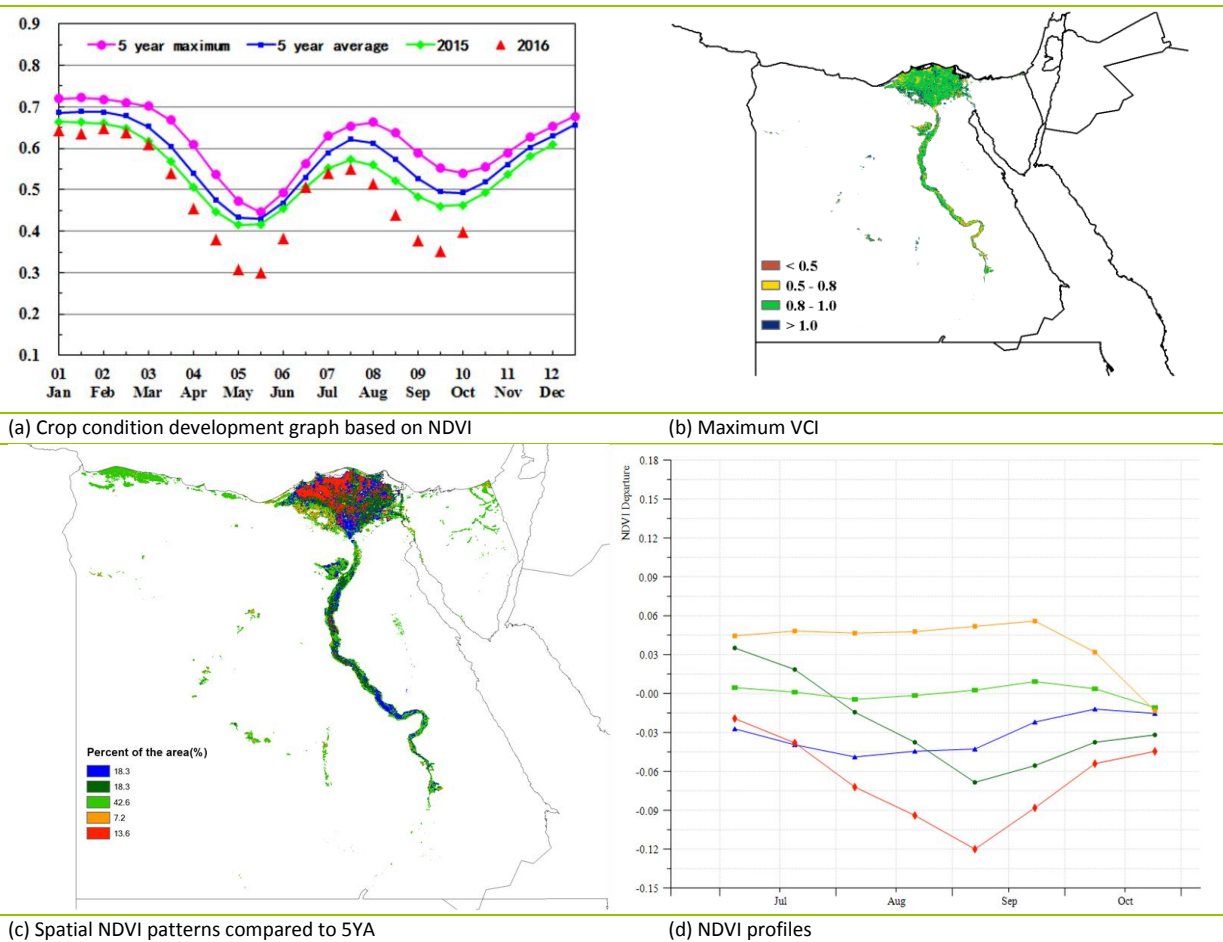 0.9
0.8
0.7
0.6
0.5
0.4
0.3
0.2
0.1
5 year maximum 5 year average 2015 2016
01 02 03 04 05 06 07 08 09 10 11 12
Jan Feb Mar Apr May Jun Jul Aug Sep Oct Nov Dec
< 0.5
0.5 - 0.8
0.8 - 1.0
> 1.0
(a) Crop condition development graph based on NDVI
(b) Maximum VCI
Percent of the area(%)
18.3
18.3
42.6
7.2
13.6
NDVI Departure
0.18
0.15
0.12
0.09
0.06
0.03
-0.00
-0.03
-0.06
-0.09
-0.12
-0.15
Jul Aug Sep Oct
(c) Spatial NDVI patterns compared to 5YA
(d) NDVI profiles